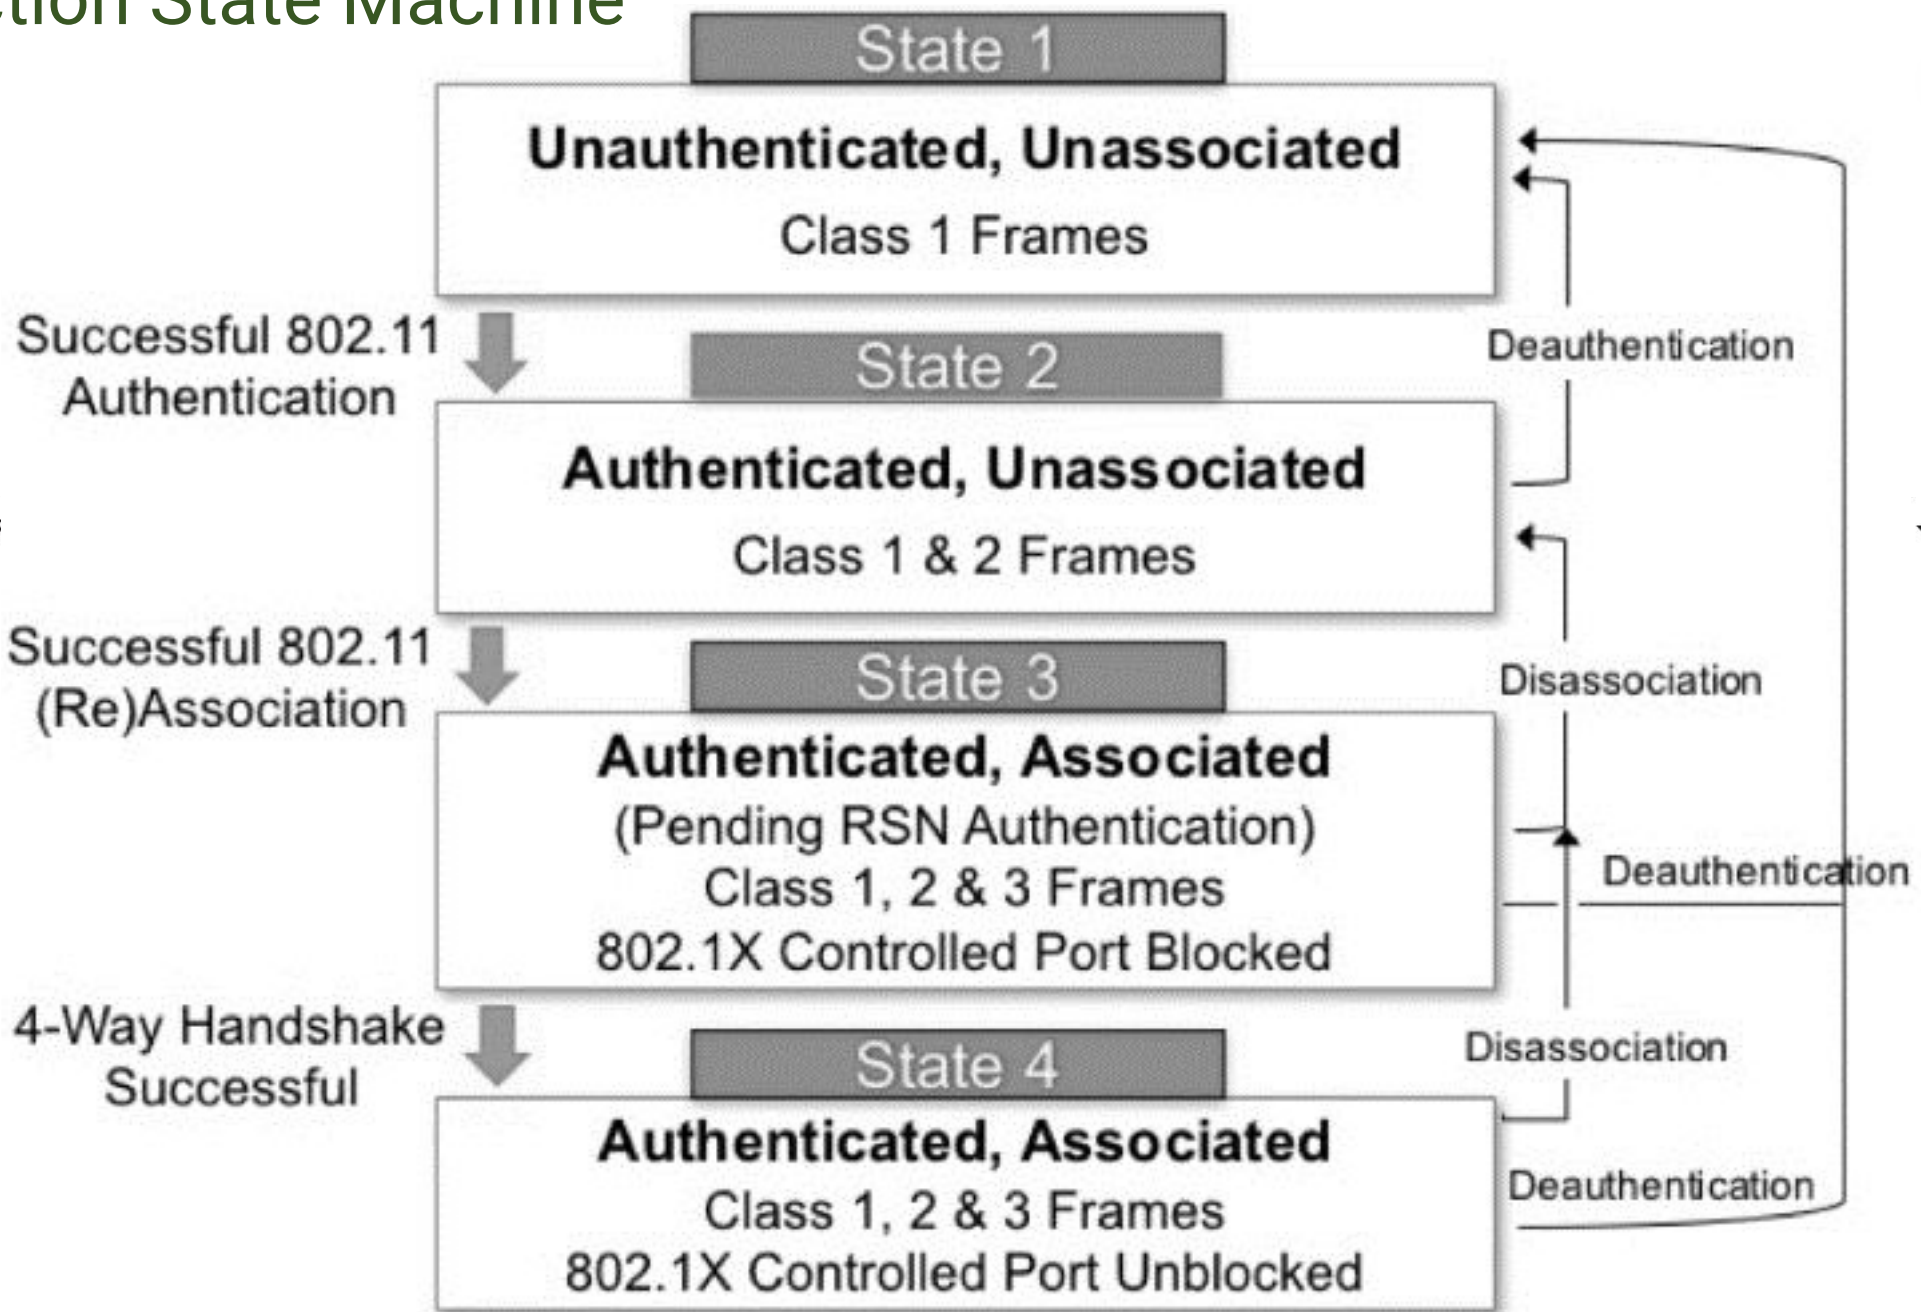 State Machine
State 1
Unauthenticated, Unassociated
Class 1 Frames
Successful 802.11
Authentication
Deauthentication
State 2
Authenticated, Unassociated
Class 1 & 2 Frames
Successful 802.11
(Re)Association
Disassociation
State 3
Authenticated, Associated
(Pending RSN Authentication)
Class 1, 2 & 3 Frames
802.1X Controlled Port Blocked
Deauthentication
4-Way Handshake
Successful
Disassociation
State 4
Authenticated, Associated
Class 1, 2 & 3 Frames
802.1X Controlled Port Unblocked
Deauthentication